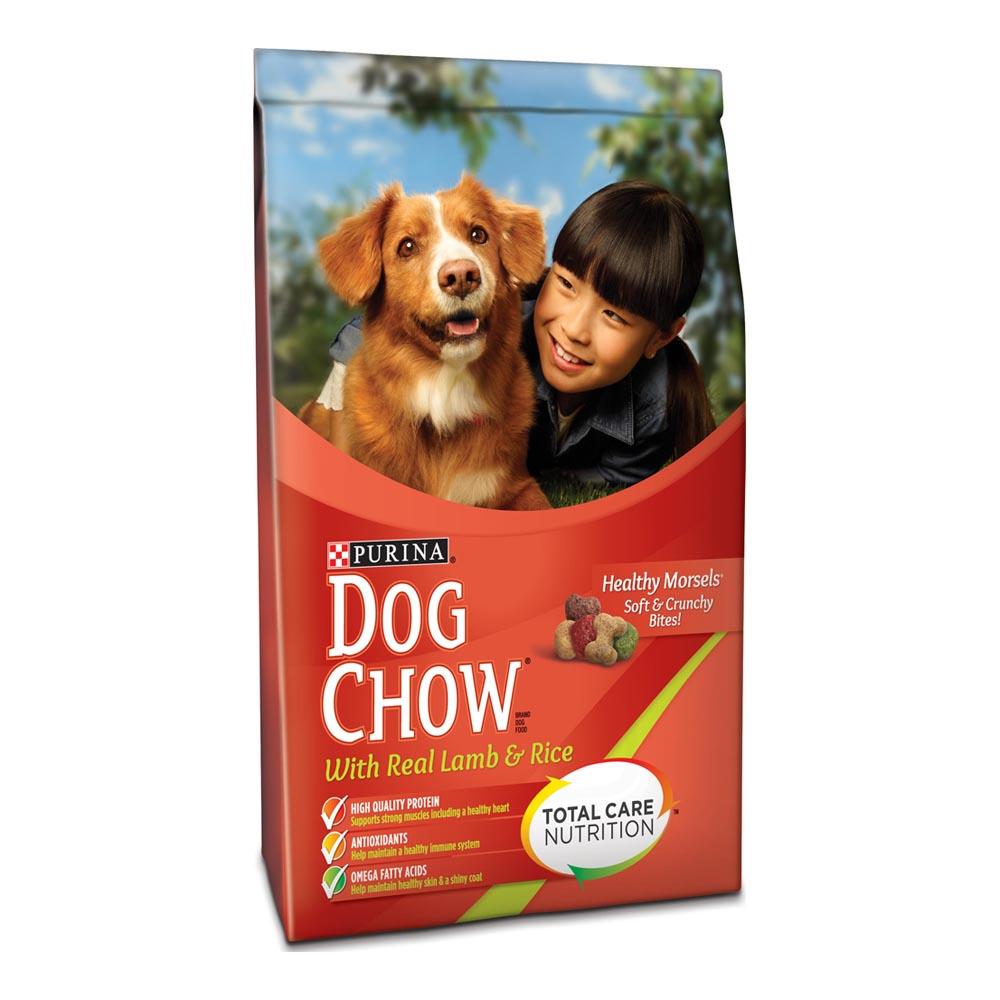 PURINA®
DOG
CHOW®
BRAND
DOG
FOOD
With Real Lamb & Rice
Healthy Morsels®
Soft & Crunchy
Bites!
HIGH QUALITY PROTEIN
Supports strong muscles including a healthy heart
ANTIOXIDANTS
Help maintain a healthy immune system
OMEGA FATTY ACIDS
Help maintain healthy skin & a shiny coat
TOTAL CARE
NUTRITION™